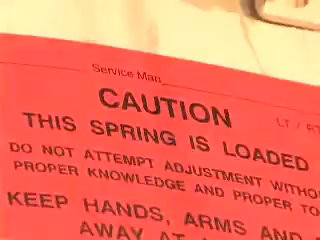 Service Man
LT / RT
CAUTION
THIS SPRING IS LOADED
DO NOT ATTEMPT ADJUSTMENT
PROPER KNOWLEDGE AND PROPER
KEEP HANDS, ARMS AND
AWAY AT